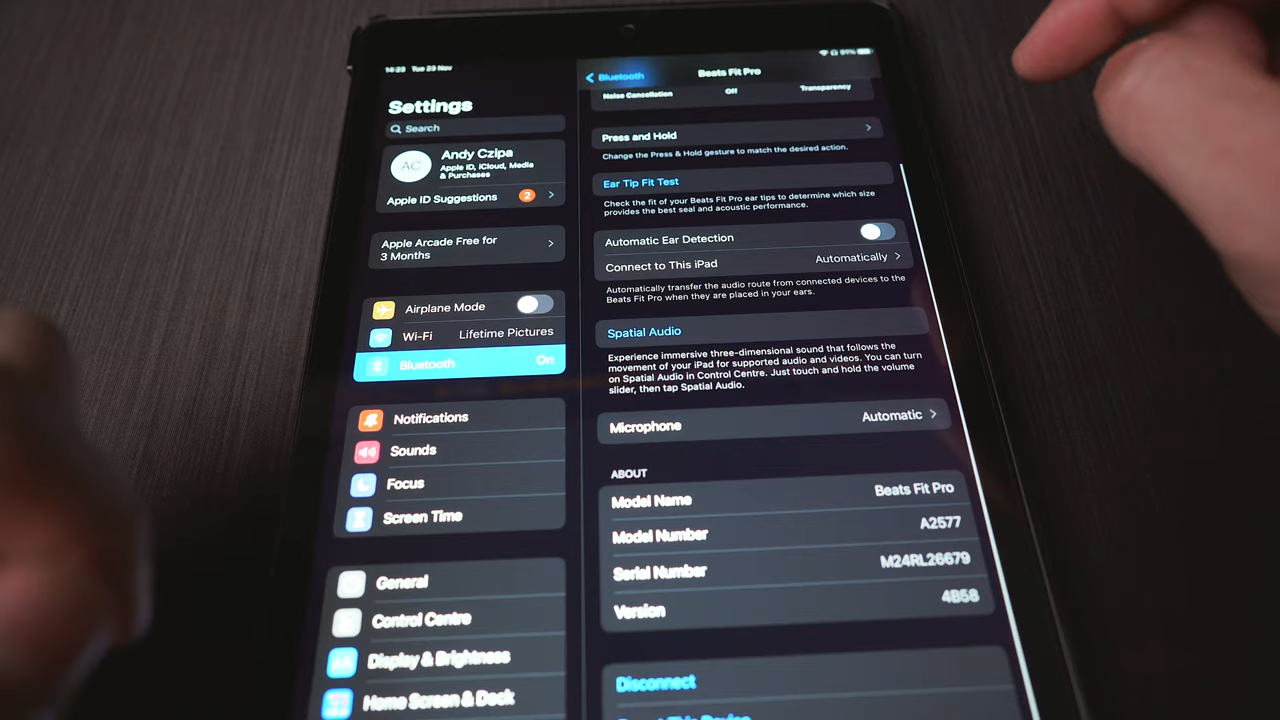 14:23 Tue 23 Nov
91%
Settings
Search
AC
Andy Czipa
Apple ID, iCloud, Media
& Purchases
Apple ID Suggestions 2
Apple Arcade Free for
3 Months
Airplane Mode
Wi-Fi Lifetime Pictures
Bluetooth On
Notifications
Sounds
Focus
Screen Time
General
Control Centre
Display & Brightness
Home Screen & Dock
Bluetooth
Beats Fit Pro
Noise Cancellation Off Transparency
Press and Hold
Change the Press & Hold gesture to match the desired action.
Ear Tip Fit Test
Check the fit of your Beats Fit Pro ear tips to determine which size
provides the best seal and acoustic performance.
Automatic Ear Detection
Connect to This iPad Automatically
Automatically transfer the audio route from connected devices to the
Beats Fit Pro when they are placed in your ears.
Spatial Audio
Experience immersive three-dimensional sound that follows the
movement of your iPad for supported audio and videos. You can turn
on Spatial Audio in Control Centre. Just touch and hold the volume
slider, then tap Spatial Audio.
Microphone Automatic
ABOUT
Model Name Beats Fit Pro
Model Number A2577
Serial Number M24RL26679
Version 4B58
Disconnect
Forget This Device